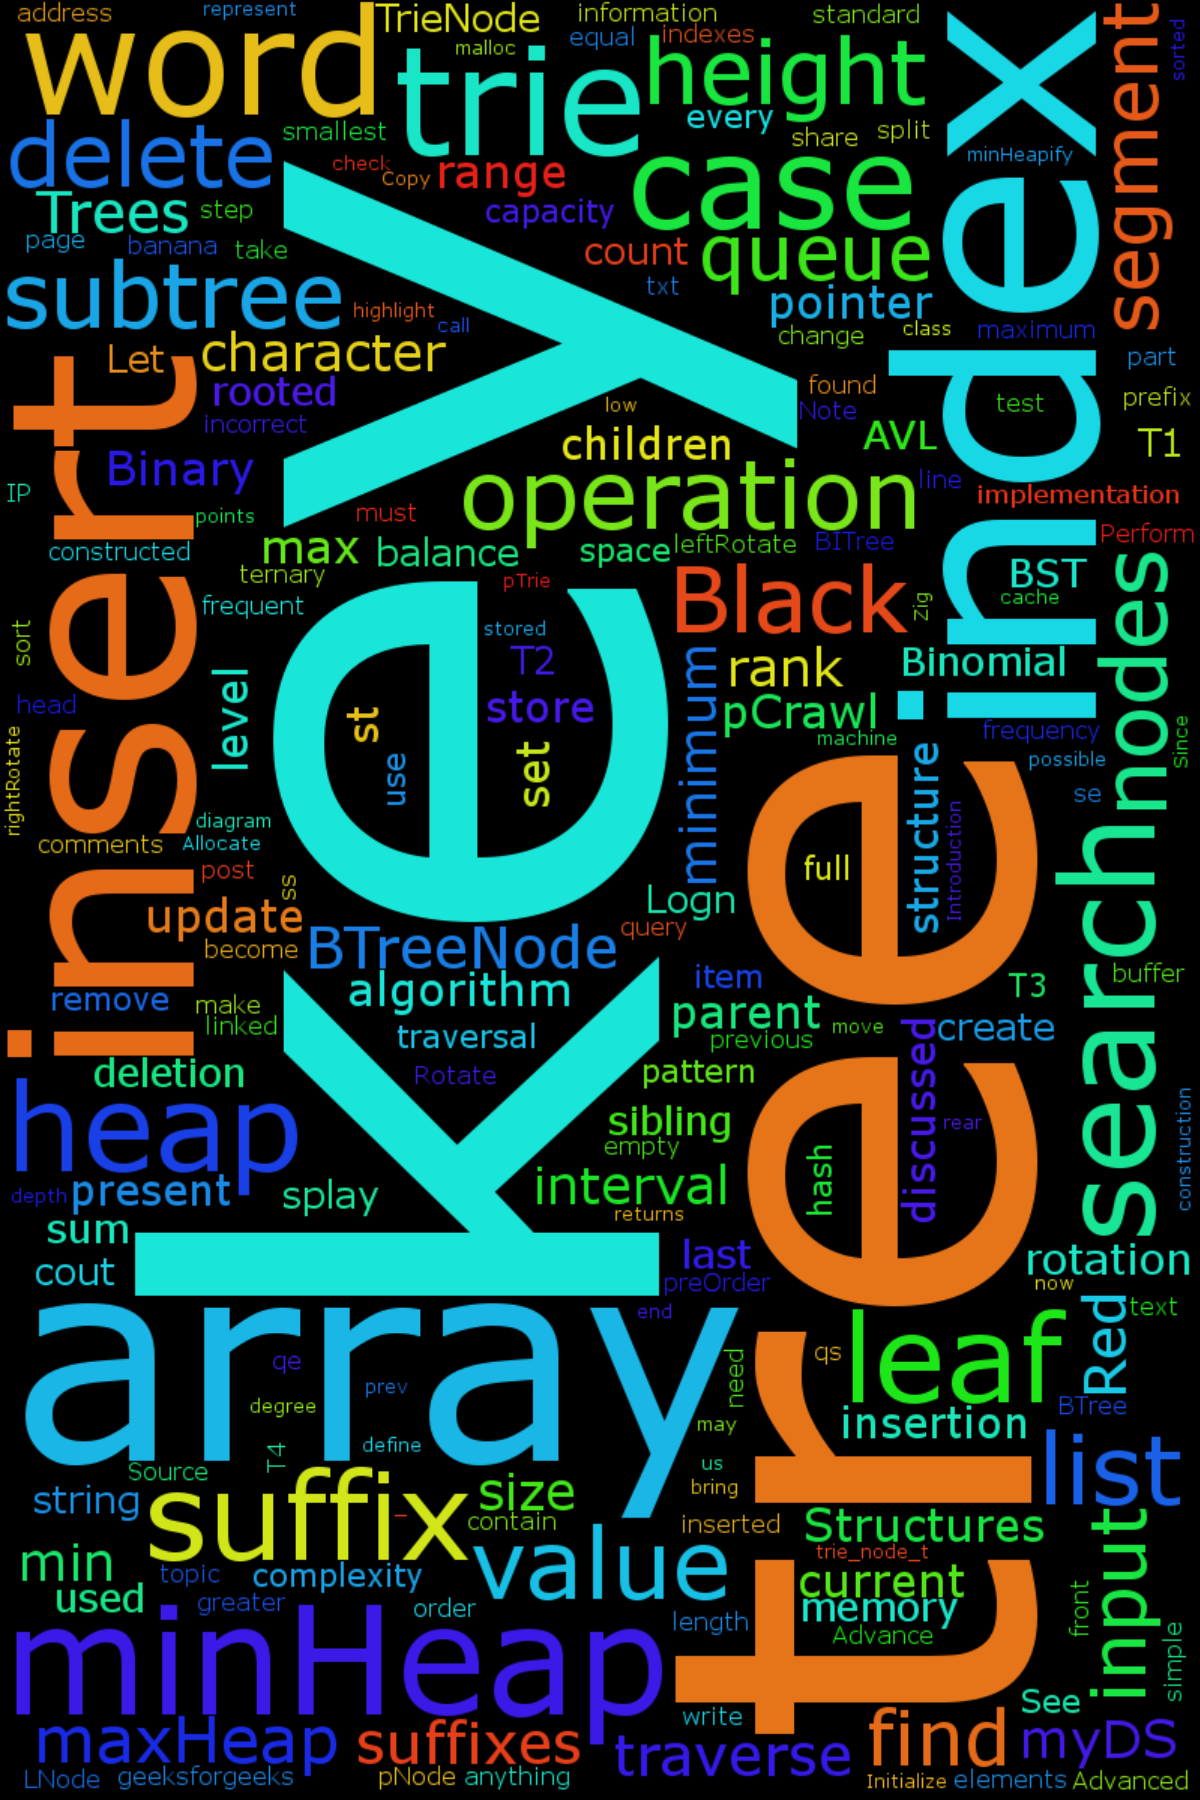 address
represent
TrieNode
information
standard
word
malloc
equal
indexes
trie
height
index
segment
sorted
delete
smallest
every
share
split
check
Copy
range
case
minHeapify
Trees
step
capacity
page
banana
take
count
queue
subtree
txt
pointer
highlight
call
change
class
maximum
Let
character
key
part
rooted
low
found
Note
test
prefix
incorrect
children
AVL
T1
insert
Binary
operation
line
IP
points
must
implementation
constructed
max
balance
space
leftRotate
BITree
Perform
ternary
pTrie
Black
BST
frequent
zig
cache
nodes
sort
stored
T2
rank
Binomial
level
head
st
store
minimum
pCrawl
frequency
Since
rightRotate
use
set
machine
structure
possible
se
diagram
comments
Allocate
tree
Introduction
search
post
ss
full
update
Logn
become
BTreeNode
query
remove
make
algorithm
item
T3
buffer
linked
traversal
parent
move
create
previous
deletion
Rotate
pattern
discussed
heap
sibling
rear
construction
empty
hash
depth
present
splay
interval
returns
sum
last
rotation
cout
preOrder
now
array
end
Red
text
qe
need
qs
leaf
prev
degree
may
insertion
BTree
T4
define
us
list
Source
string
suffix
_
size
bring
contain
inserted
Structures
min
topic
complexity
value
trie_node_t
input
used
greater
order
current
memory
length
front
Advance
simple
minHeap
write
See
maxHeap
suffixes
traverse
find
myDS
LNode
geeksforgeeks
pNode
anything
Initialize
elements
Advanced